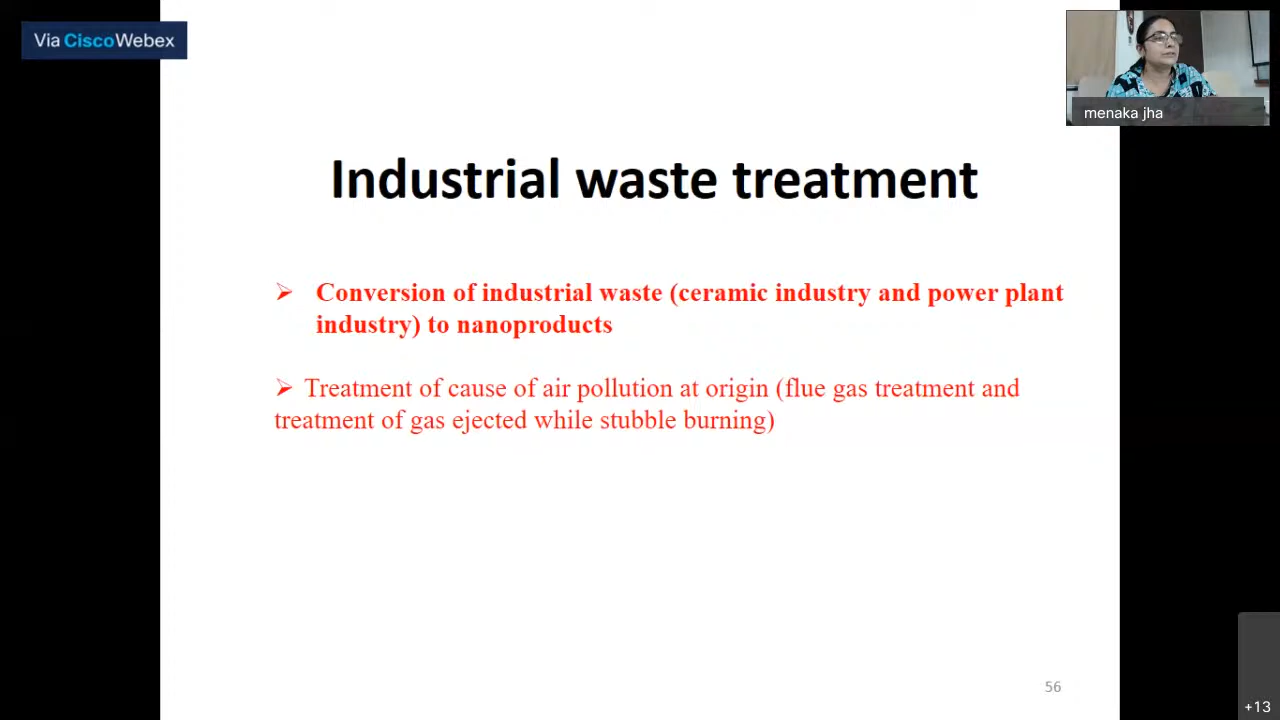 Via CiscoWebex
menaka jha
Industrial waste treatment
➢ Conversion of industrial waste (ceramic industry and power plant
industry) to nanoproducts
➢ Treatment of cause of air pollution at origin (flue gas treatment and
treatment of gas ejected while stubble burning)
56
+13